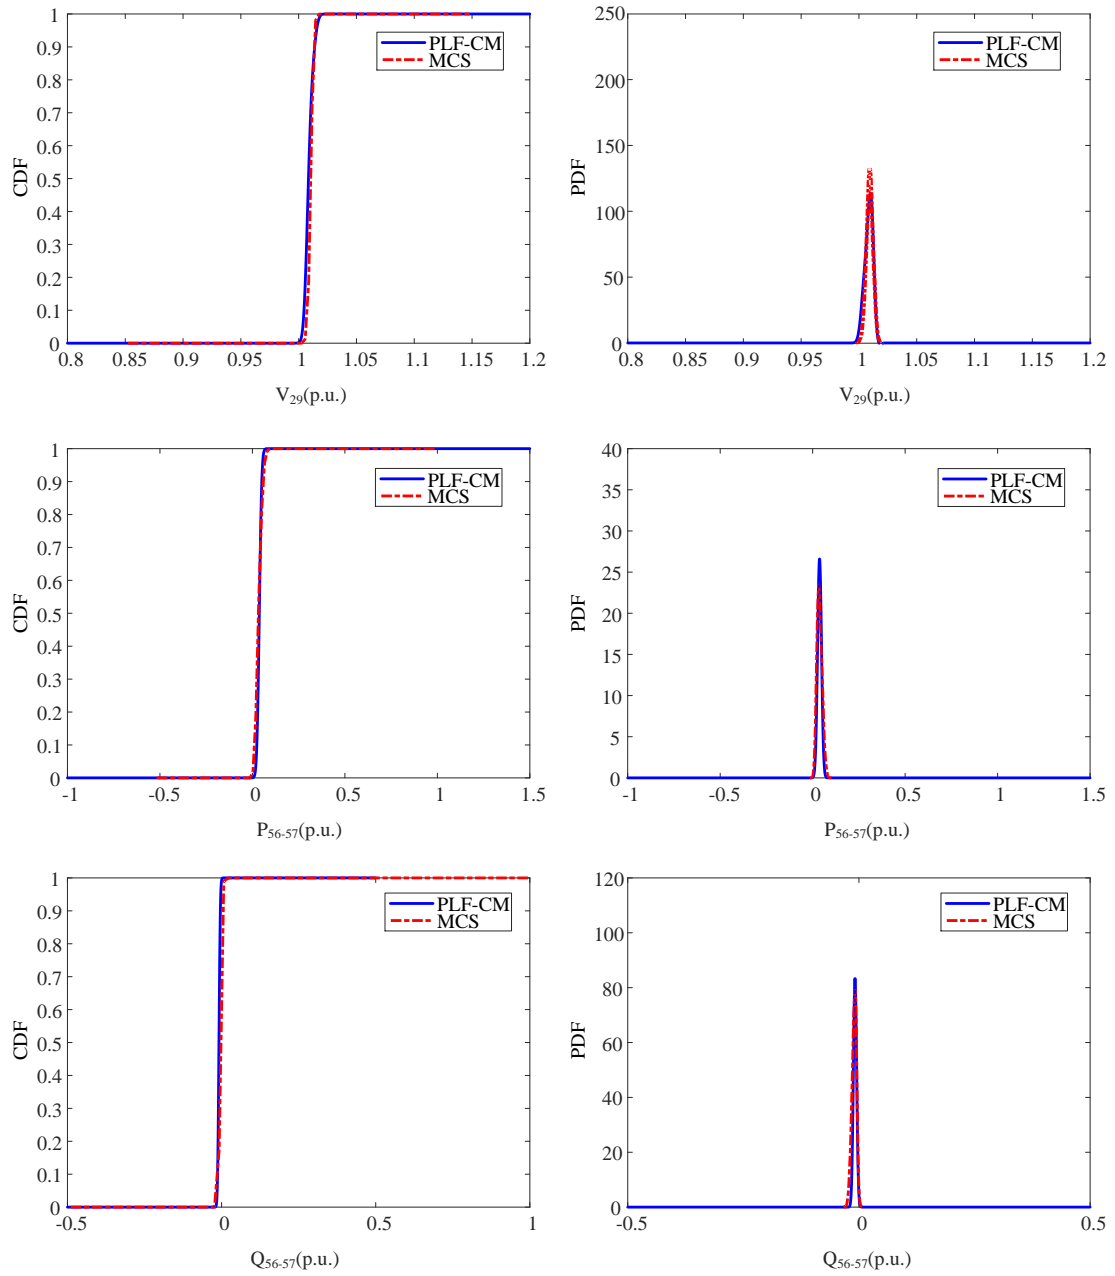 1
0.9
0.8
0.7
0.6
0.5
0.4
0.3
0.2
0.1
0
CDF
PLF-CM
MCS
0.8 0.85 0.9 0.95 1 1.05 1.1 1.15 1.2
V29(p.u.)
250
200
150
100
50
0
PDF
PLF-CM
MCS
0.8 0.85 0.9 0.95 1 1.05 1.1 1.15 1.2
V29(p.u.)
1
0.9
0.8
0.7
0.6
0.5
0.4
0.3
0.2
0.1
0
CDF
PLF-CM
MCS
-1 -0.5 0 0.5 1 1.5
P56-57(p.u.)
40
35
30
25
20
15
10
5
0
PDF
PLF-CM
MCS
-1 -0.5 0 0.5 1 1.5
P56-57(p.u.)
1
0.9
0.8
0.7
0.6
0.5
0.4
0.3
0.2
0.1
0
CDF
PLF-CM
MCS
-0.5 0 0.5 1
Q56-57(p.u.)
120
100
80
60
40
20
0
PDF
PLF-CM
MCS
-0.5 0 0.5
Q56-57(p.u.)